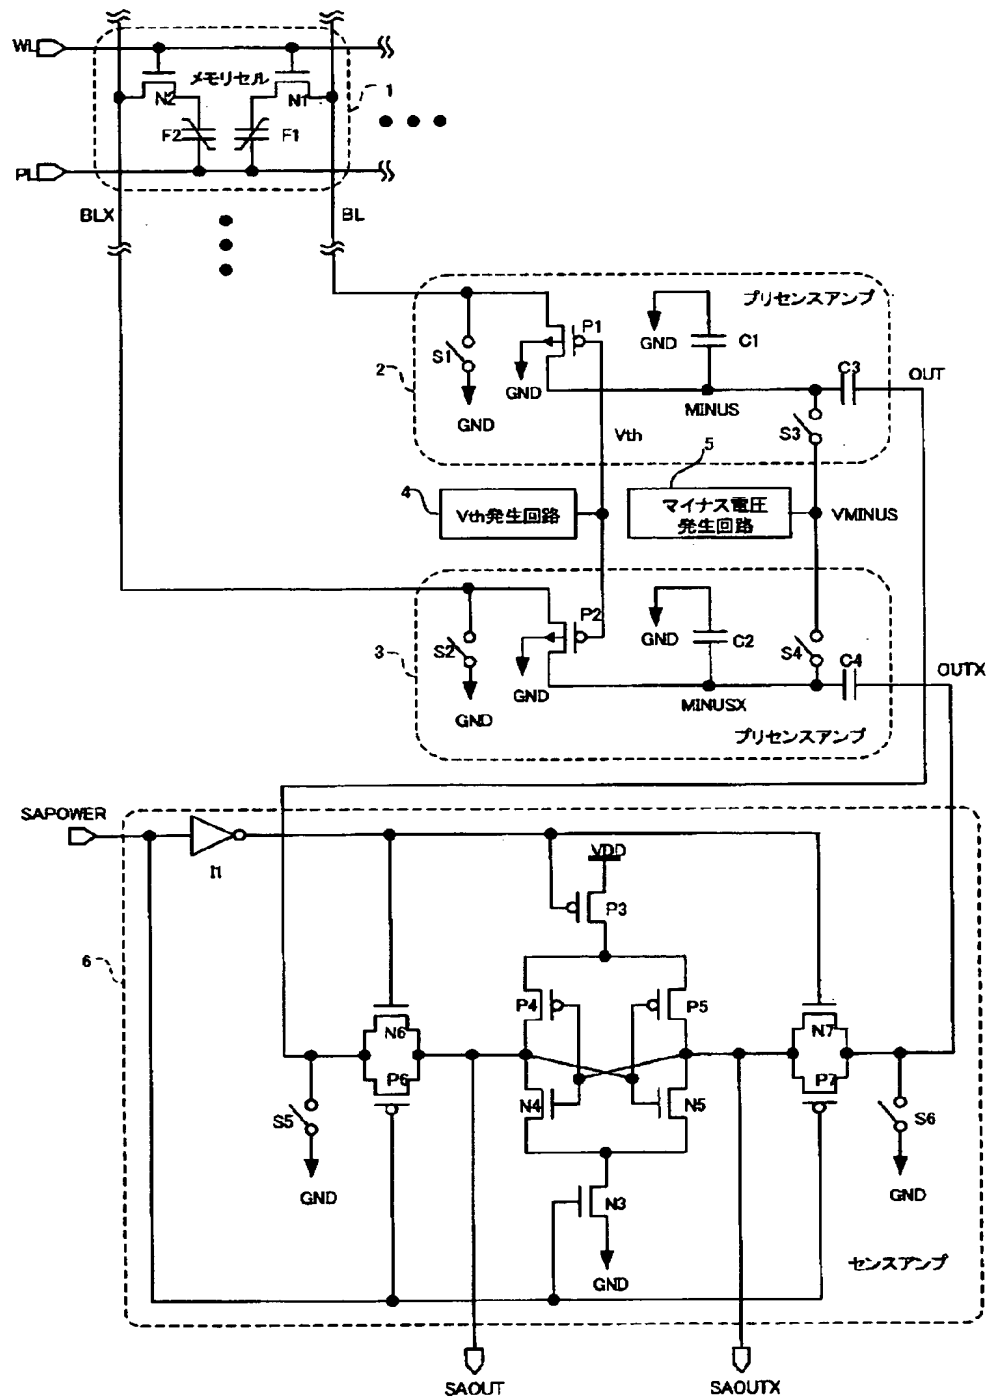 WL
メモリセル
N2
N1
1
F2
F1
PL
BLX
BL
プリセンスアンプ
P1
S1
GND
C1
2
GND
C3
OUT
GND
MINUS
Vth
S3
5
4
Vth発生回路
マイナス電圧
発生回路
VMINUS
P2
S2
GND
C2
S4
3
C4
OUTX
GND
GND
MINUSX
プリセンスアンプ
SAPOWER
I1
VDD
P3
6
P4
P5
N6
N7
P6
P7
N4
N5
S5
S6
GND
N3
GND
GND
センスアンプ
SAOUT
SAOUTX